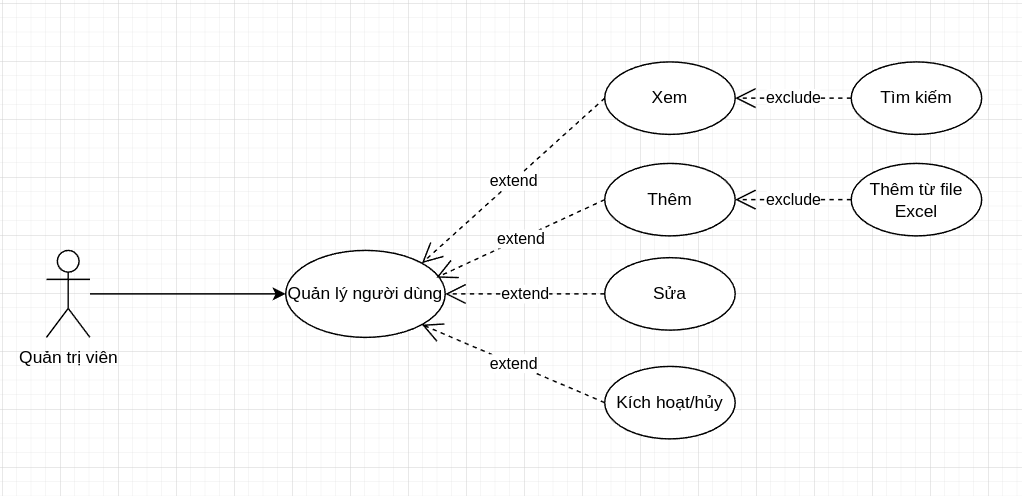 Xem
exclude
Tìm kiếm
extend
Thêm
exclude
Thêm từ file
Excel
extend
Quản lý người dùng
extend
Sửa
Quản trị viên
extend
Kích hoạt/hủy